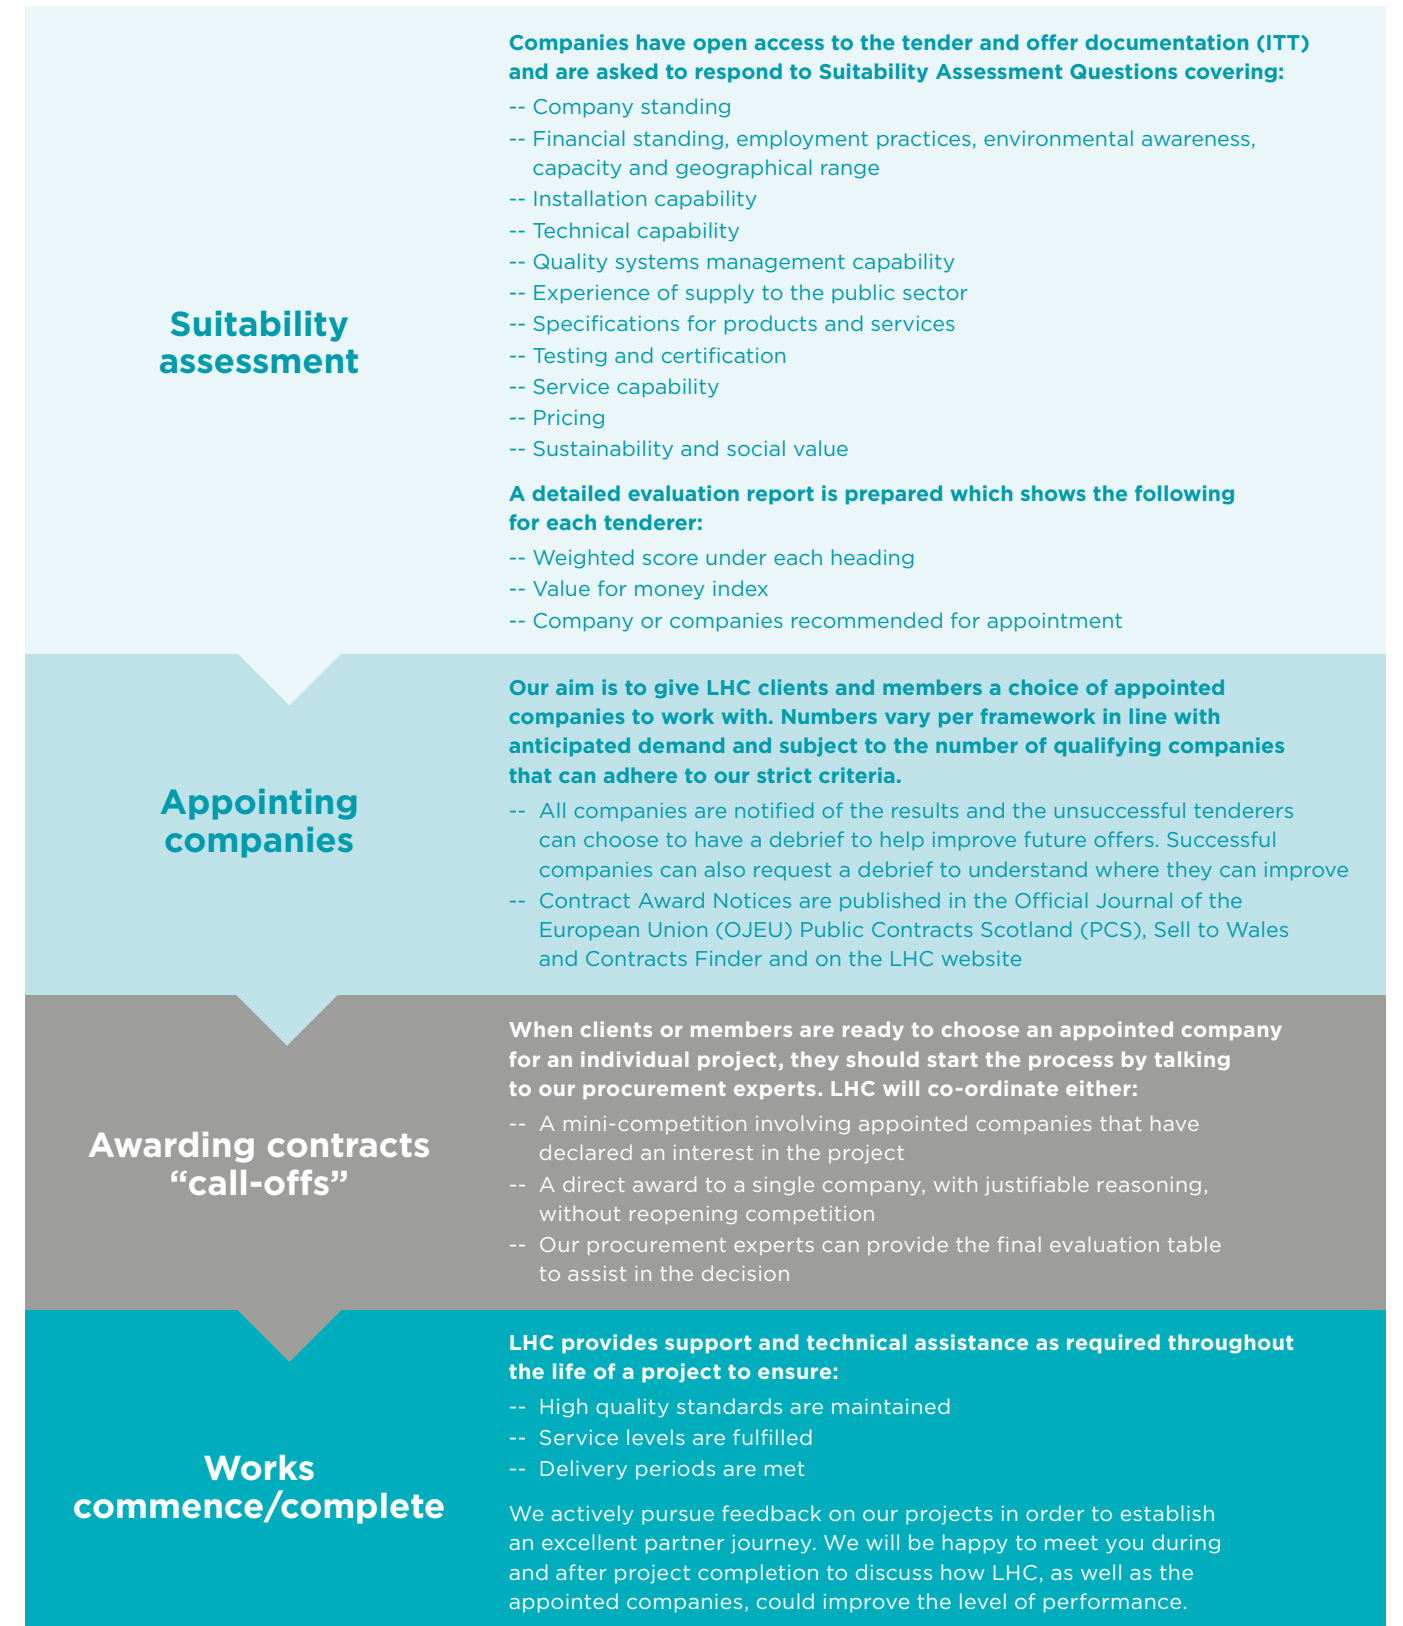 Suitability
assessment
Companies have open access to the tender and offer documentation (ITT)
and are asked to respond to Suitability Assessment Questions covering:
-- Company standing
-- Financial standing, employment practices, environmental awareness,
capacity and geographical range
-- Installation capability
-- Technical capability
-- Quality systems management capability
-- Experience of supply to the public sector
-- Specifications for products and services
-- Testing and certification
-- Service capability
-- Pricing
-- Sustainability and social value
A detailed evaluation report is prepared which shows the following
for each tenderer:
-- Weighted score under each heading
-- Value for money index
-- Company or companies recommended for appointment
Appointing
companies
Our aim is to give LHC clients and members a choice of appointed
companies to work with. Numbers vary per framework in line with
anticipated demand and subject to the number of qualifying companies
that can adhere to our strict criteria.
-- All companies are notified of the results and the unsuccessful tenderers
can choose to have a debrief to help improve future offers. Successful
companies can also request a debrief to understand where they can improve
-- Contract Award Notices are published in the Official Journal of the
European Union (OJEU) Public Contracts Scotland (PCS), Sell to Wales
and Contracts Finder and on the LHC website
Awarding contracts
“call-offs”
When clients or members are ready to choose an appointed company
for an individual project, they should start the process by talking
to our procurement experts. LHC will co-ordinate either:
-- A mini-competition involving appointed companies that have
declared an interest in the project
-- A direct award to a single company, with justifiable reasoning,
without reopening competition
-- Our procurement experts can provide the final evaluation table
to assist in the decision
Works
commence/complete
LHC provides support and technical assistance as required throughout
the life of a project to ensure:
-- High quality standards are maintained
-- Service levels are fulfilled
-- Delivery periods are met
We actively pursue feedback on our projects in order to establish
an excellent partner journey. We will be happy to meet you during
and after project completion to discuss how LHC, as well as the
appointed companies, could improve the level of performance.